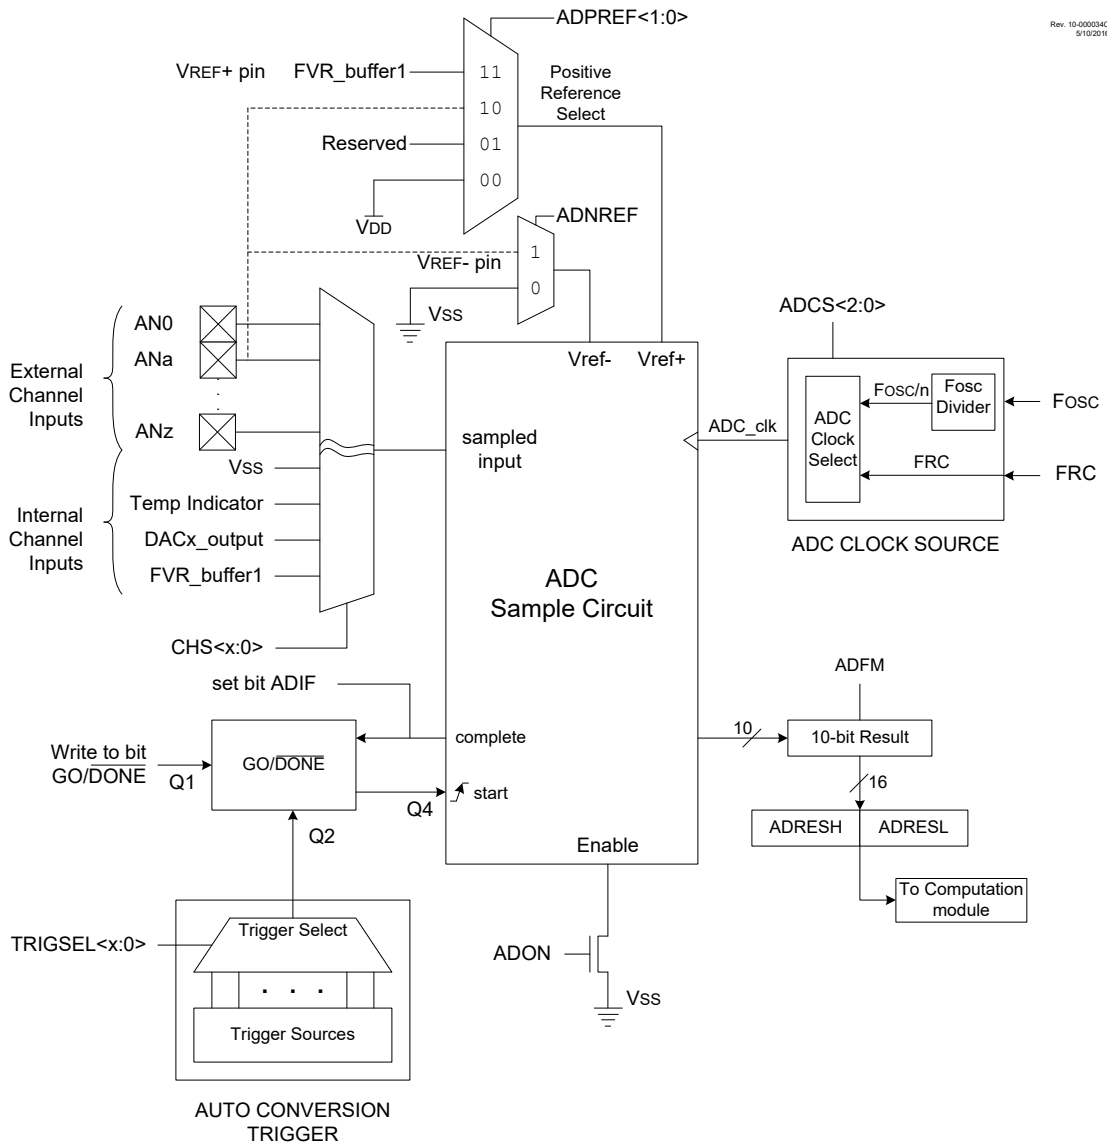 ADPREF<1:0>
Rev. 10-000034C
5/10/2016
VREF+ pin
FVR_buffer1
11
Positive
Reference
Select
10
Reserved
01
00
VDD
ADNREF
1
VREF- pin
0
VSS
ADCS<2:0>
AN0
ANa
ANz
External
Channel
Inputs
VSS
Temp Indicator
DACx_output
FVR_buffer1
Internal
Channel
Inputs
CHS<x:0>
Vref-
Vref+
sampled
input
ADC_clk
ADC
Clock
Select
FOSC/n
Fosc
Divider
FOSC
FRC
FRC
ADC CLOCK SOURCE
ADC
Sample Circuit
set bit ADIF
complete
Write to bit
GO/DONE
Q1
GO/DONE
Q4
start
Q2
Enable
ADFM
10
10-bit Result
16
ADRESH
ADRESL
To Computation
module
TRIGSEL<x:0>
Trigger Select
. . .
Trigger Sources
ADON
VSS
AUTO CONVERSION
TRIGGER